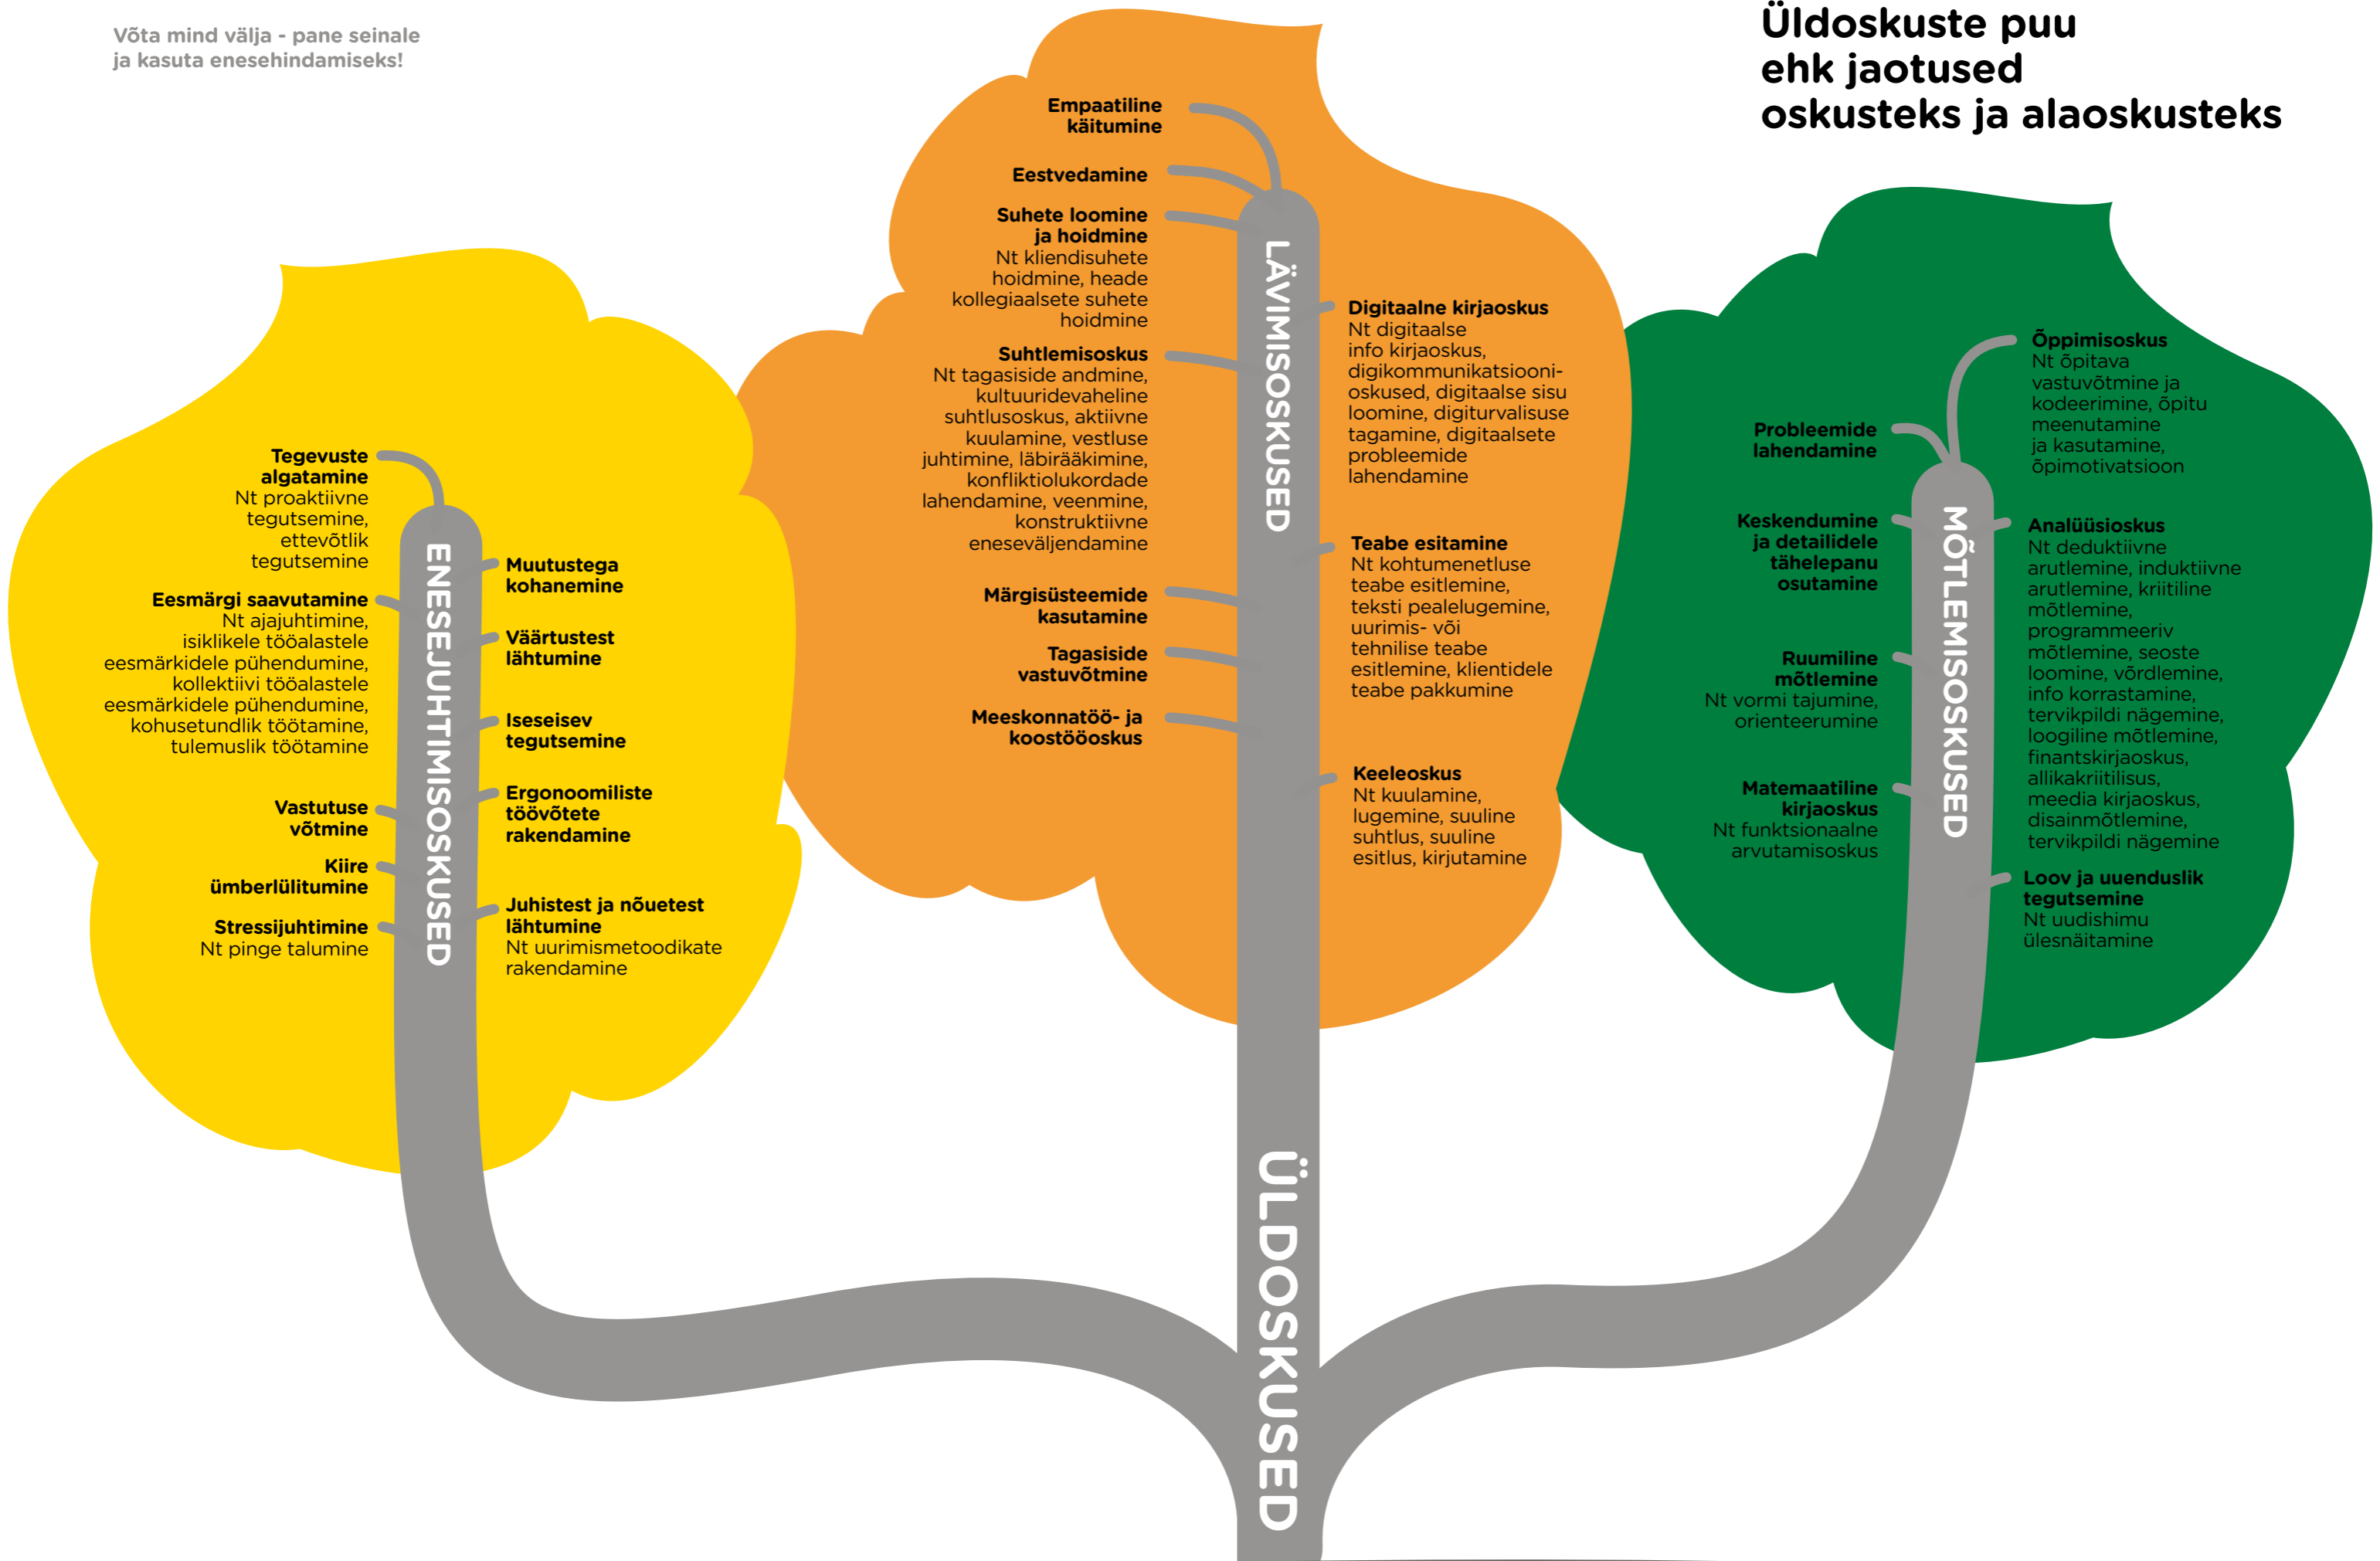 Võta mind välja - pane seinale
ja kasuta enesehindamiseks!
Üldoskuste puu
ehk jaotused
oskusteks ja alaoskusteks
Tegevuste
algatamine
Nt proaktiivne
tegutsemine,
ettevõtlik
tegutsemine
Eesmärgi saavutamine
Nt ajajuhtimine,
isiklikele tööalastele
eesmärkidele pühendumine,
kollektiivi tööalastele
eesmärkidele pühendumine,
kohusetundlik töötamine,
tulemuslik töötamine
Vastutuse
võtmine
Kiire
ümberlülitumine
Stressijuhtimine
Nt pinge talumine
ENESEJUHTIMISOSKUSED
Muutustega
kohanemine
Väärtustest
lähtumine
Iseseisev
tegutsemine
Ergonoomiliste
töövõtete
rakendamine
Juhistest ja nõuetest
lähtumine
Nt uurimismetoodikate
rakendamine
Empaatiline
käitumine
Eestvedamine
Suhete loomine
ja hoidmine
Nt kliendisuhete
hoidmine, heade
kollegiaalsete suhete
hoidmine
Suhtlemisoskus
Nt tagasiside andmine,
kultuuridevaheline
suhtlusoskus, aktiivne
kuulamine, vestluse
juhtimine, läbirääkimine,
konfliktiolukordade
lahendamine, veenmine,
konstruktiivne
eneseväljendamine
Märgisüsteemide
kasutamine
Tagasiside
vastuvõtmine
Meeskonnatöö- ja
koostööoskus
LÄVIMISOSKUSED
Digitaalne kirjaoskus
Nt digitaalse
info kirjaoskus,
digikommunikatsiooni-
oskused, digitaalse sisu
loomine, digiturvalisuse
tagamine, digitaalsete
probleemide
lahendamine
Teabe esitamine
Nt kohtumenetluse
teabe esitlemine,
teksti pealelugemine,
uurimis- või
tehnilise teabe
esitlemine, klientidele
teabe pakkumine
Keeleoskus
Nt kuulamine,
lugemine, suuline
suhtlus, suuline
esitlus, kirjutamine
Probleemide
lahendamine
Keskendumine
ja detailidele
tähelepanu
osutamine
Ruumiline
mõtlemine
Nt vormi tajumine,
orienteerumine
Matemaatiline
kirjaoskus
Nt funktsionaalne
arvutamisoskus
MÕTLEMISOSKUSED
Õppimisoskus
Nt õpitava
vastuvõtmine ja
kodeerimine, õpitu
meenutamine
ja kasutamine,
õpimotivatsioon
Analüüsioskus
Nt deduktiivne
arutlemine, induktiivne
arutlemine, kriitiline
mõtlemine,
programmeeriv
mõtlemine, seoste
loomine, võrdlemine,
info korrastamine,
tervikpildi nägemine,
loogiline mõtlemine,
finantskirjaoskus,
allikakriitilisus,
meedia kirjaoskus,
disainmõtlemine,
tervikpildi nägemine
Loov ja uuenduslik
tegutsemine
Nt uudishimu
ülesnäitamine
ÜLDOSKUSED